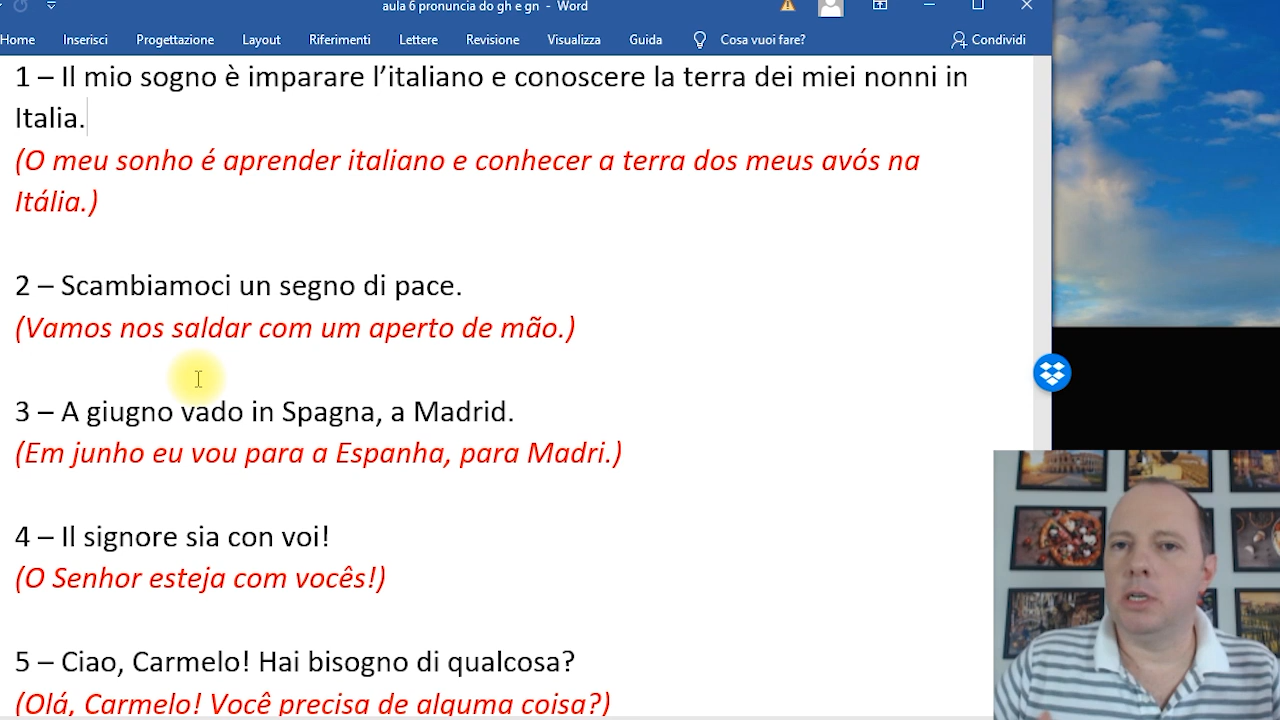 aula 6 pronuncia do gh e gn - Word
Home Inserisci Progettazione Layout Riferimenti Lettere Revisione Visualizza Guida Cosa vuoi fare? Condividi
1 – Il mio sogno è imparare l’italiano e conoscere la terra dei miei nonni in
Italia.
(O meu sonho é aprender italiano e conhecer a terra dos meus avós na
Itália.)
2 – Scambiamoci un segno di pace.
(Vamos nos saldar com um aperto de mão.)
3 – A giugno vado in Spagna, a Madrid.
(Em junho eu vou para a Espanha, para Madri.)
4 – Il signore sia con voi!
(O Senhor esteja com vocês!)
5 – Ciao, Carmelo! Hai bisogno di qualcosa?
(Olá, Carmelo! Você precisa de alguma coisa?)